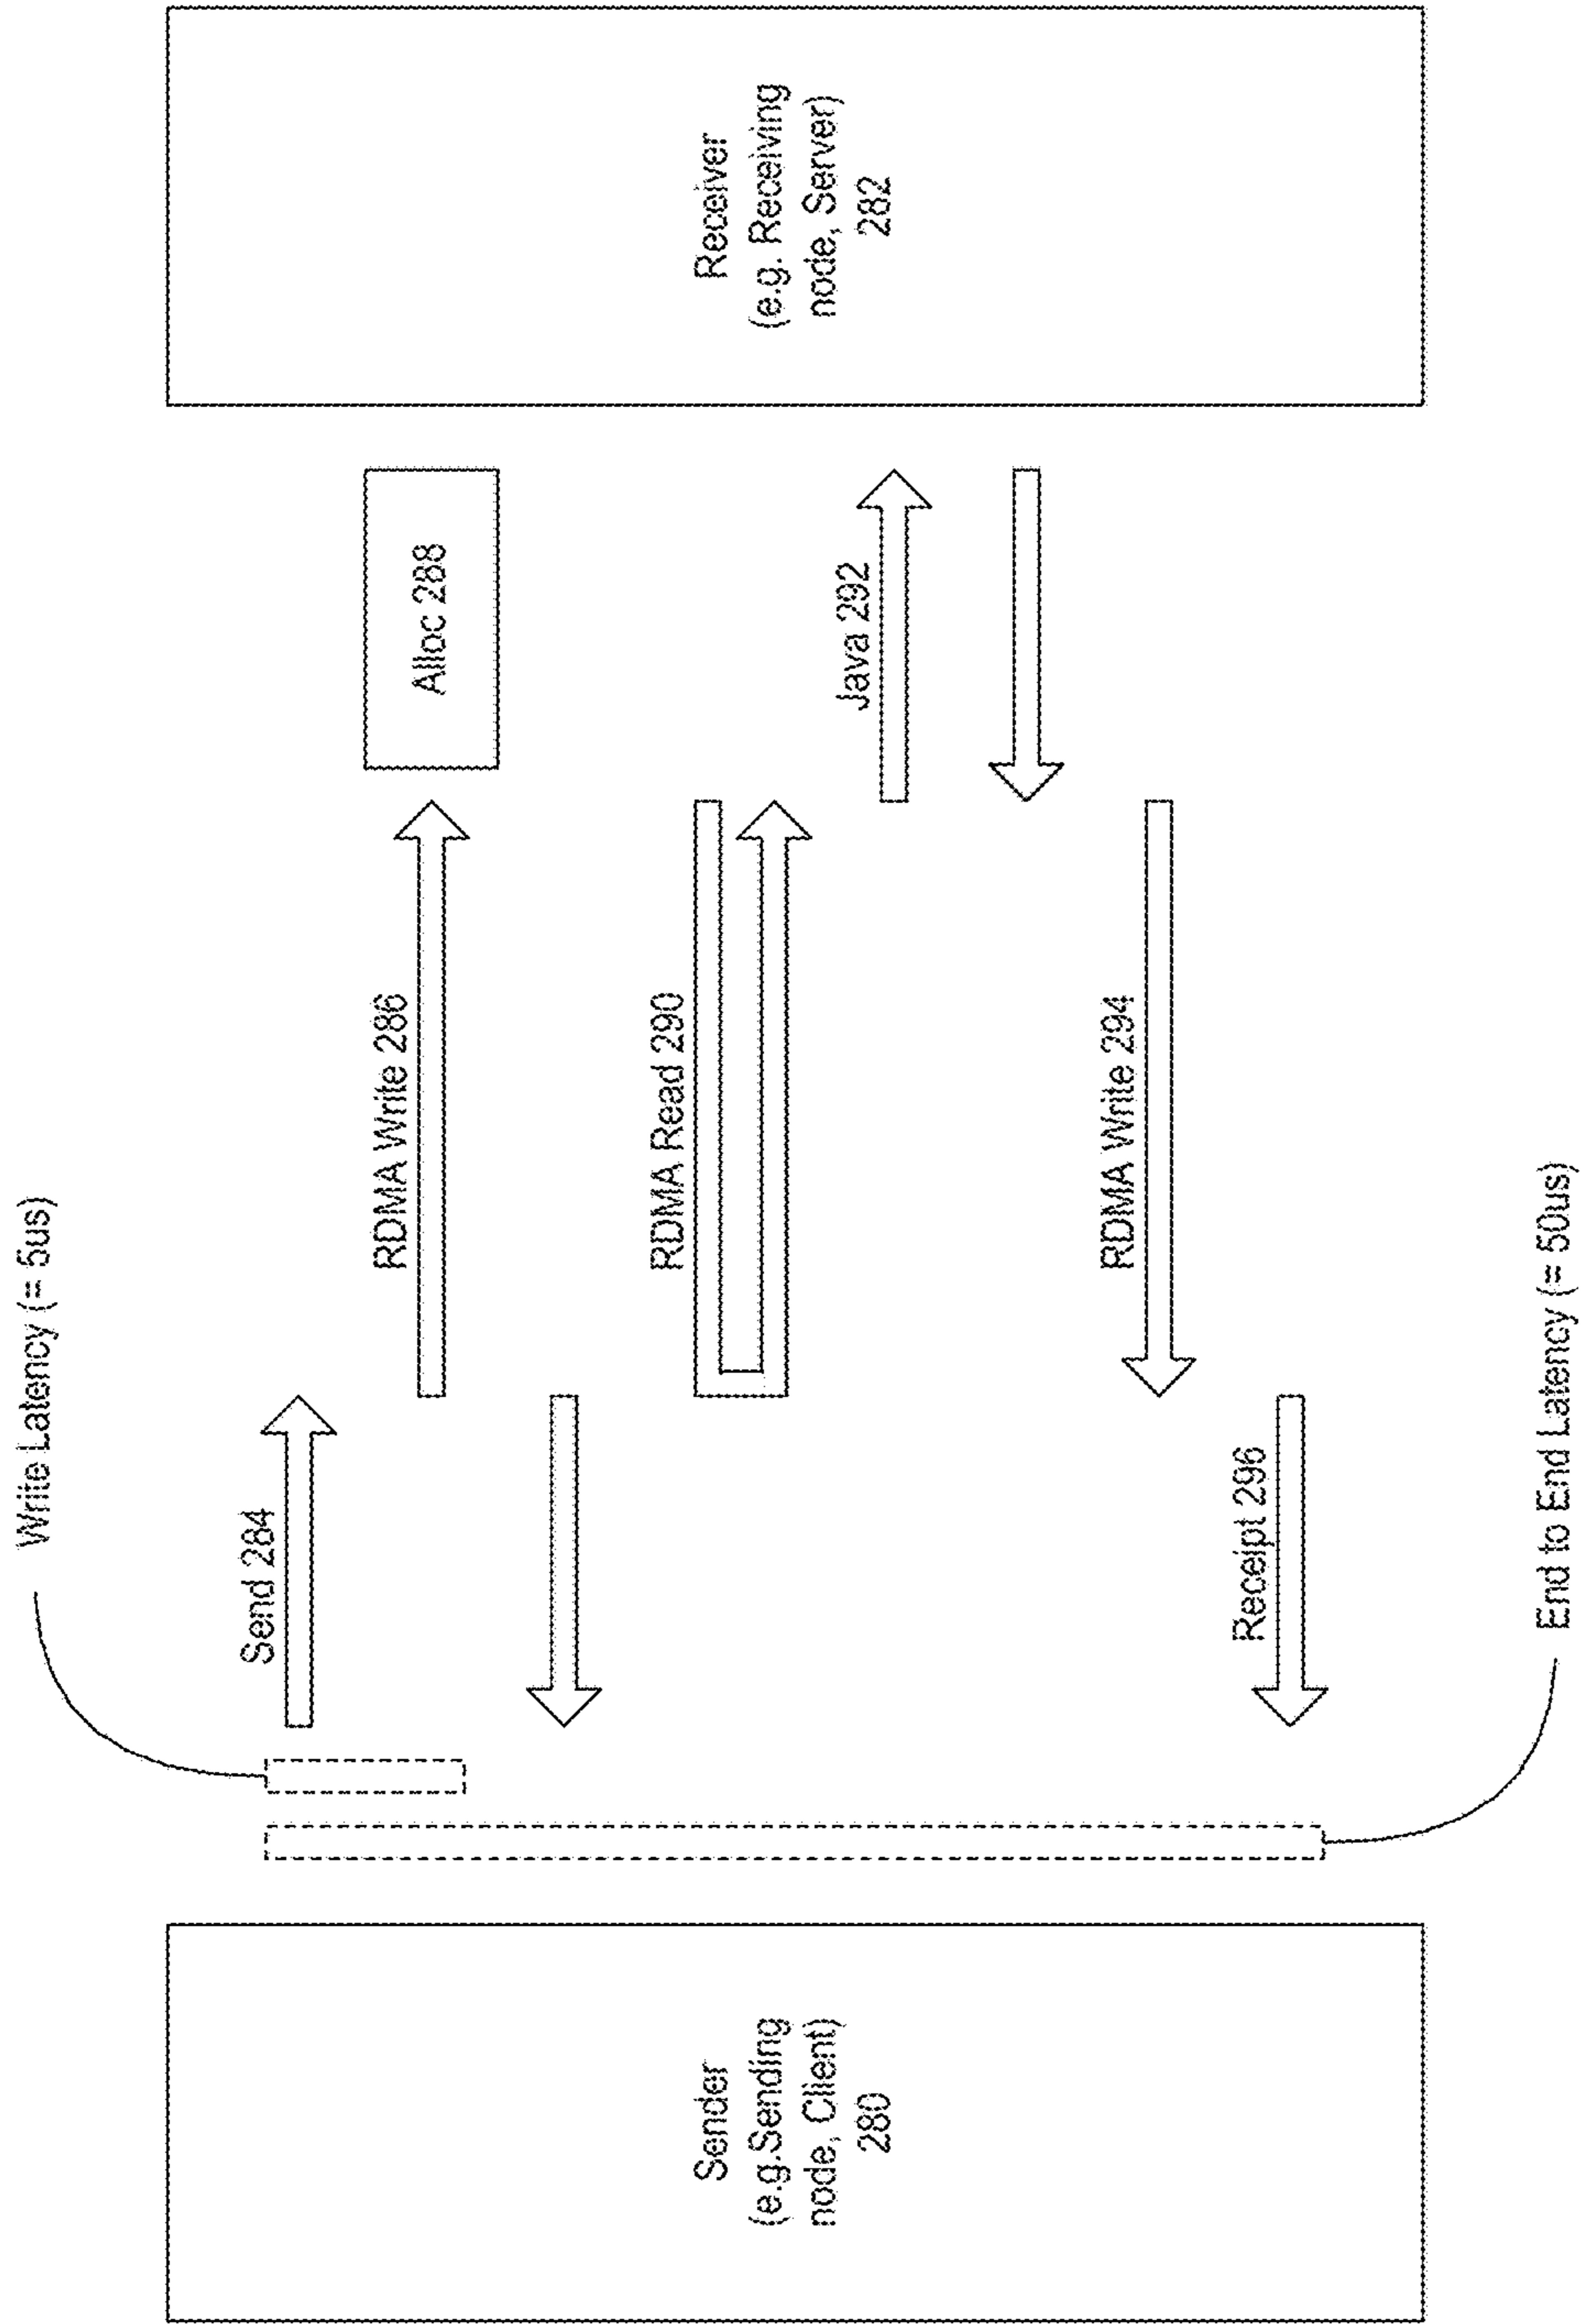 Write Latency (= 5us)
Send 284
RDMA Write 286
Alloc 288
Sender
(e.g.Sending
node, Client)
280
RDMA Read 290
Receiver
(e.g. Receiving
node, Server)
282
Java 292
RDMA Write 294
Receipt 296
End to End Latency (= 50us)